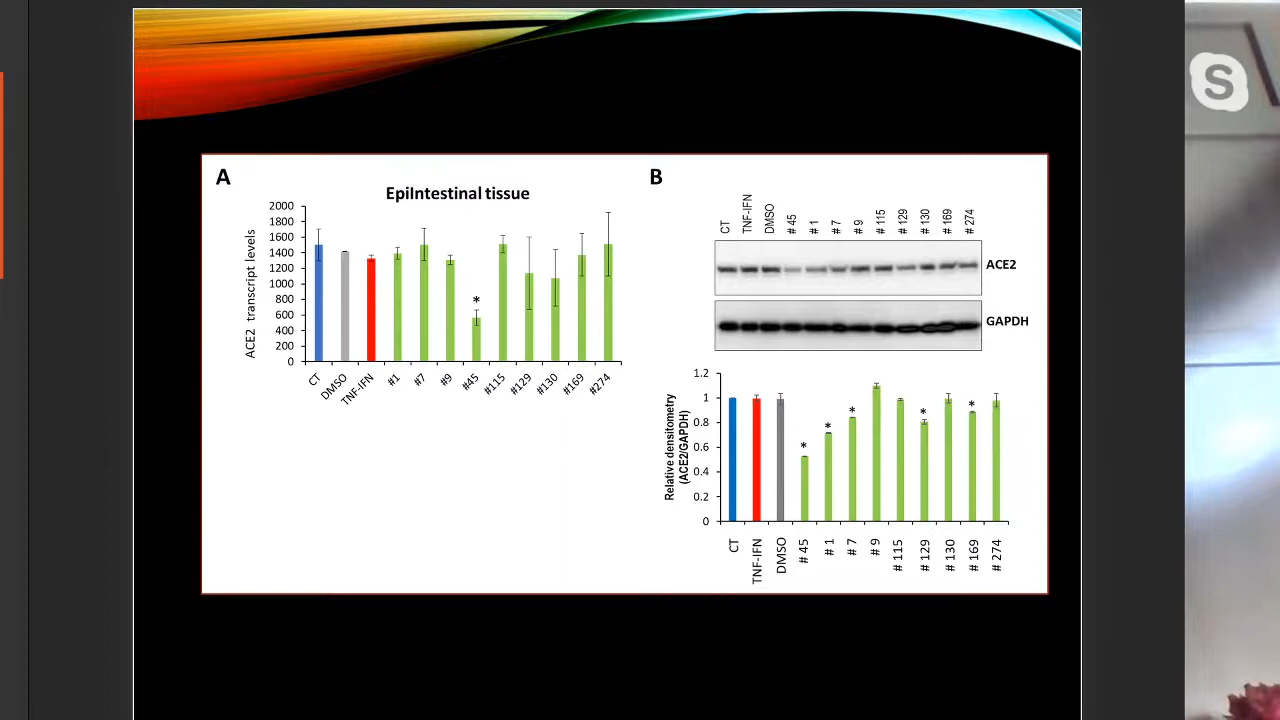 A
EpiIntestinal tissue
ACE2 transcript levels
2000
1800
1600
1400
1200
1000
800
600
400
200
0
*
CT
DMSO
TNF-IFN
#1
#7
#9
#45
#115
#129
#130
#169
#274
B
CT
TNF-IFN
DMSO
# 45
# 1
# 7
# 9
# 115
# 129
# 130
# 169
# 274
ACE2
GAPDH
Relative densitometry
(ACE2/GAPDH)
1.2
1
0.8
0.6
0.4
0.2
0
*
*
*
*
*
CT
TNF-IFN
DMSO
# 45
# 1
# 7
# 9
# 115
# 129
# 130
# 169
# 274
S